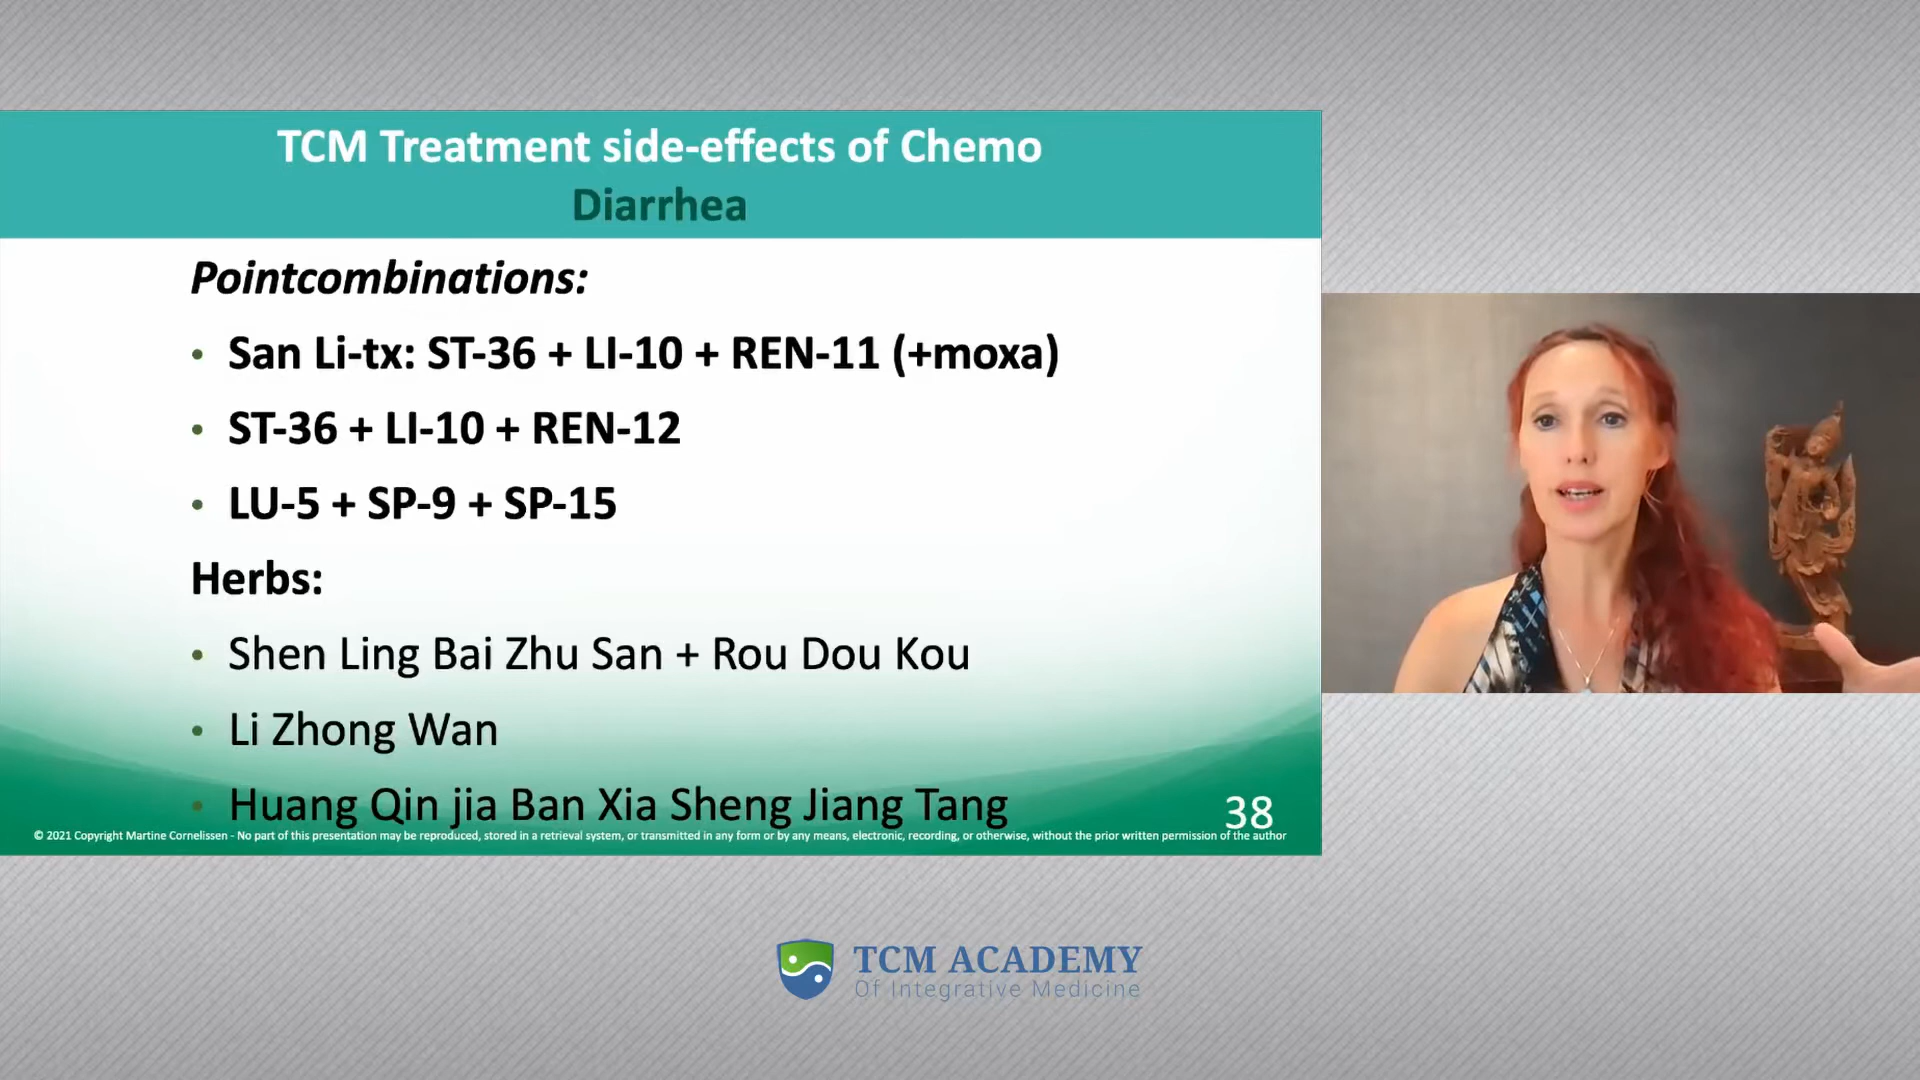 TCM Treatment side-effects of Chemo
Diarrhea
Pointcombinations:
• San Li-tx: ST-36 + LI-10 + REN-11 (+moxa)
• ST-36 + LI-10 + REN-12
• LU-5 + SP-9 + SP-15
Herbs:
• Shen Ling Bai Zhu San + Rou Dou Kou
• Li Zhong Wan
• Huang Qin jia Ban Xia Sheng Jiang Tang
38
© 2021 Copyright Martine Cornelissen - No part of this presentation may be reproduced, stored in a retrieval system, or transmitted in any form or by any means, electronic, recording, or otherwise, without the prior written permission of the author
TCM ACADEMY
Of Integrative Medicine